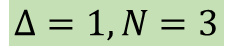 Δ = 1, N = 3